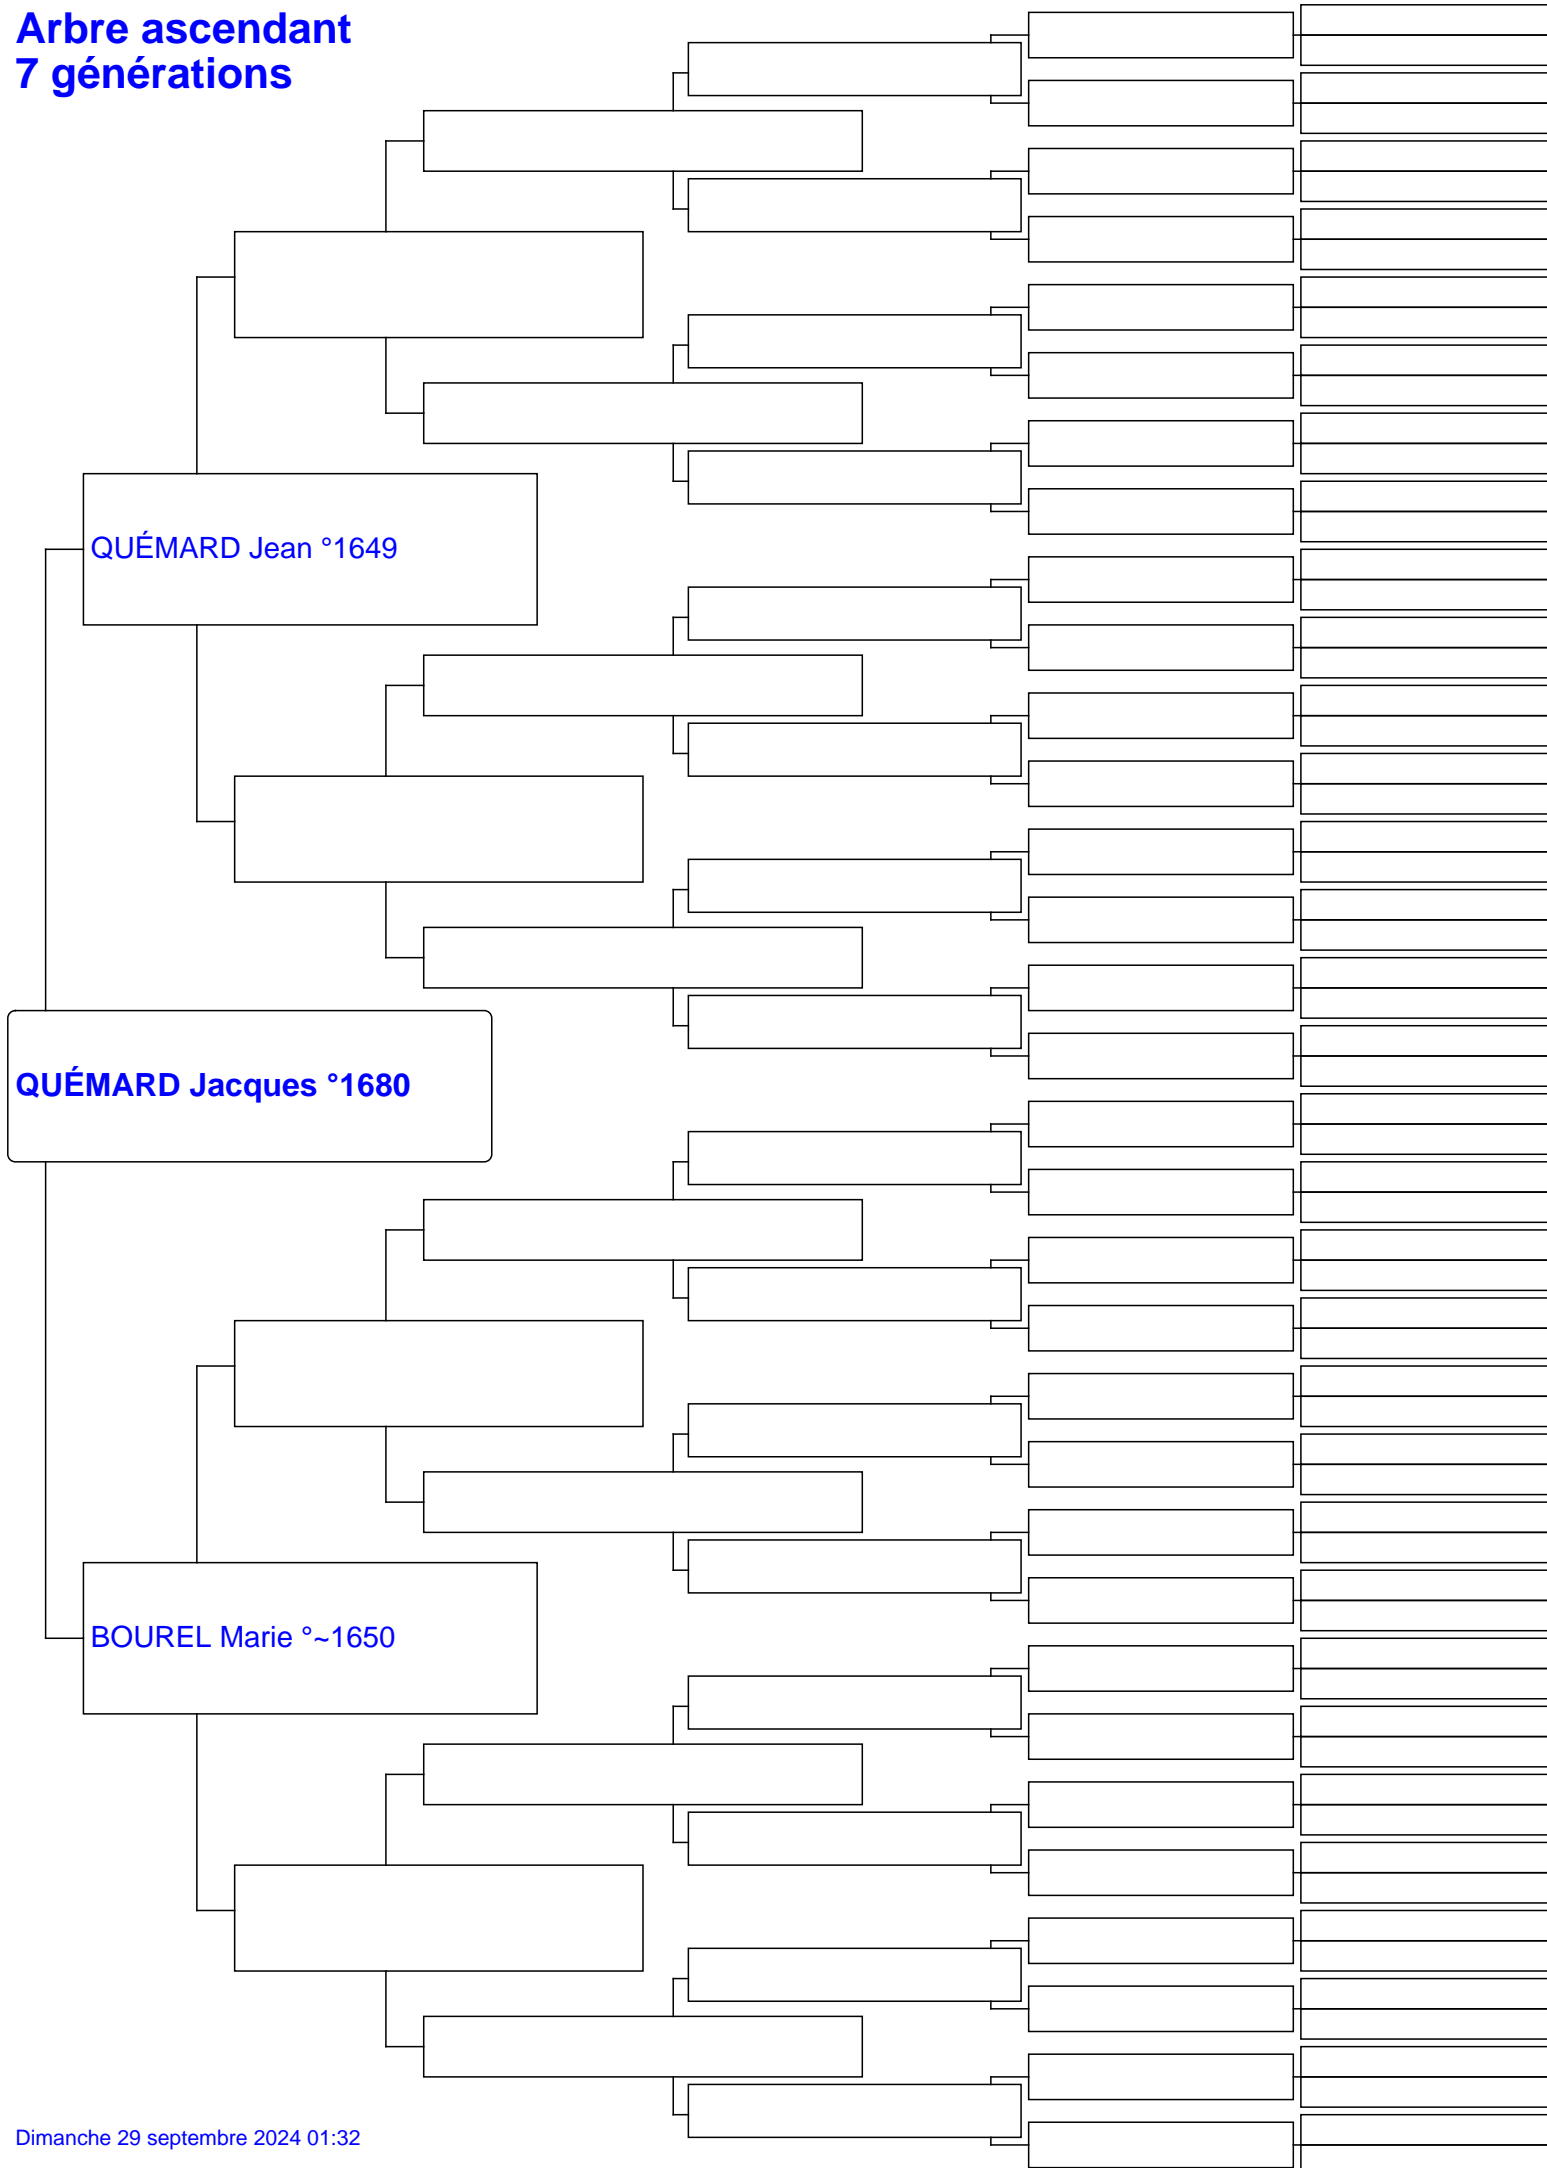 Arbre ascendant
7 générations
QUÉMARD Jean °1649
QUÉMARD Jacques °1680
BOUREL Marie °~1650
Dimanche 29 septembre 2024 01:32